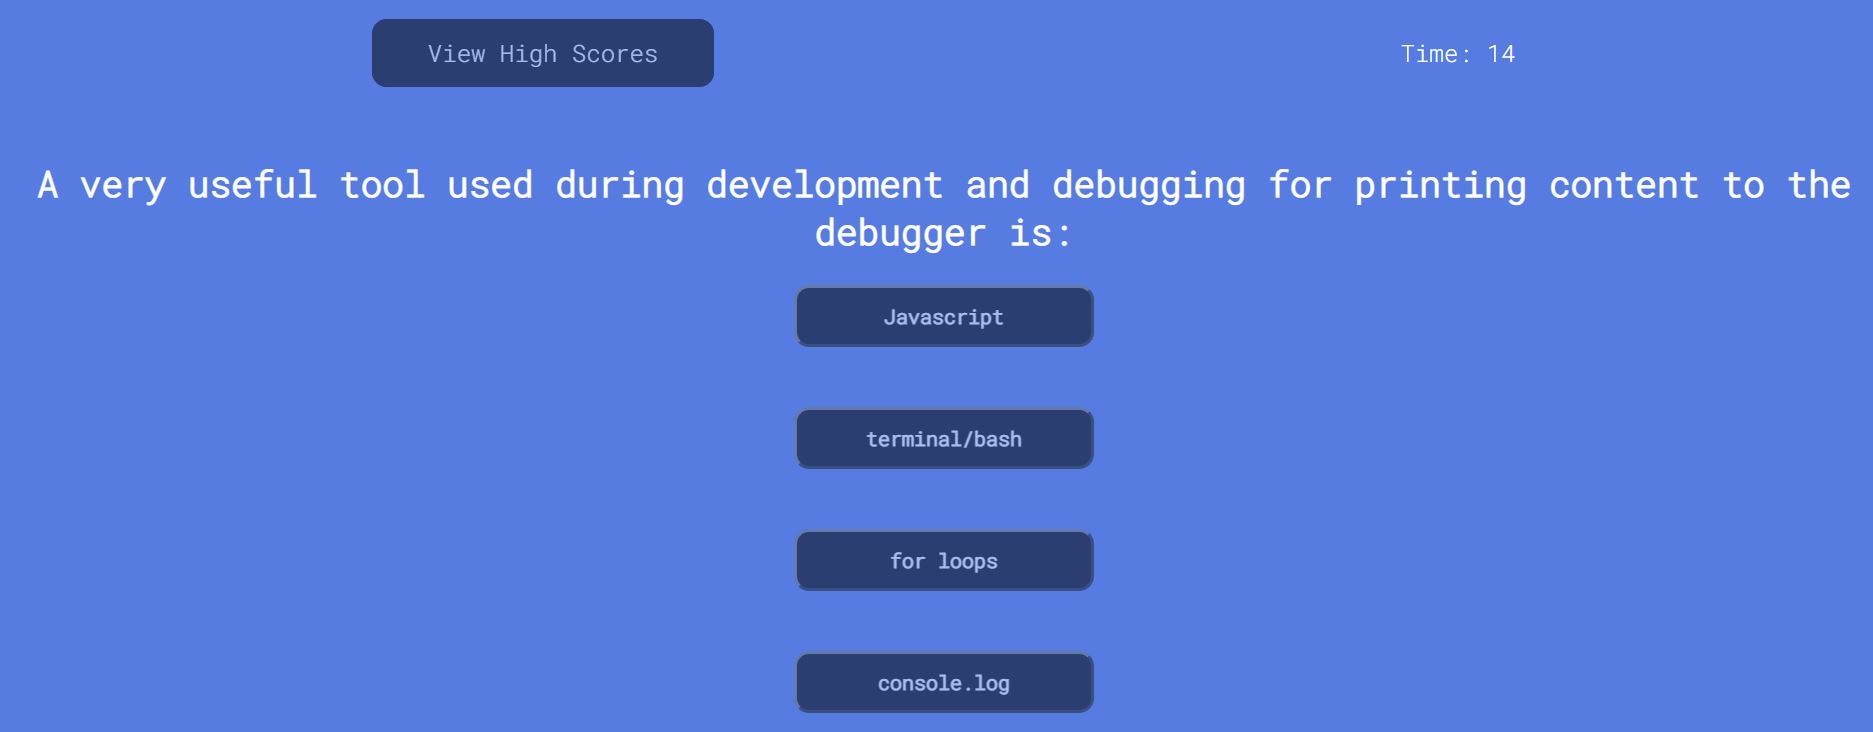 View High Scores
Time: 14
A very useful tool used during development and debugging for printing content to the
debugger is:
Javascript
terminal/bash
for loops
console.log